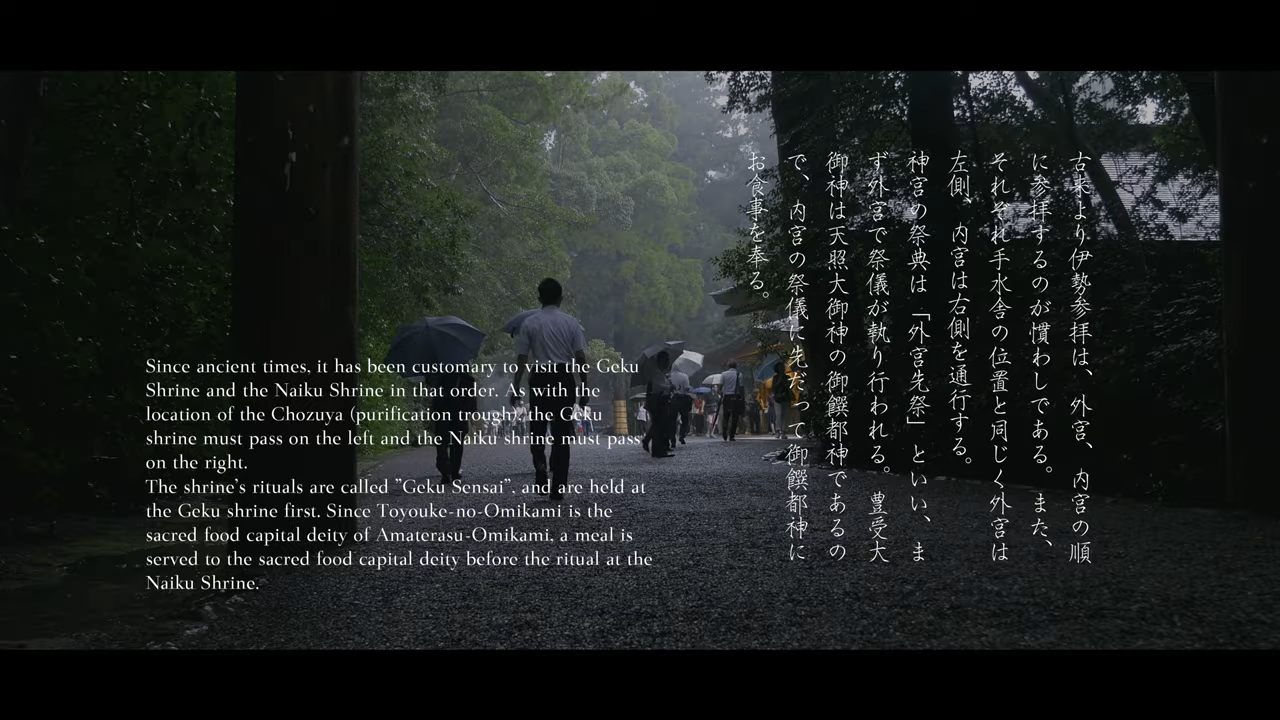 Since ancient times, it has been customary to visit the Geku
Shrine and the Naiku Shrine in that order. As with the
location of the Chozuya (purification trough), the Geku
shrine must pass on the left and the Naiku shrine must pass
on the right.
The shrine's rituals are called "Geku Sensai", and are held at
the Geku shrine first. Since Toyouke-no-Omikami is the
sacred food capital deity of Amaterasu-Omikami, a meal is
served to the sacred food capital deity before the ritual at the
Naiku Shrine.
古来より伊勢参拝は、外宮、内宮の順
に参拝するのが慣わしである。また、
それぞれ手水舎の位置と同じく外宮は
左側、内宮は右側を通行する。
神宮の祭典は「外宮先祭」といい、ま
ず外宮で祭儀が執り行われる。豊受大
御神は天照大御神の御饌都神であるの
で、内宮の祭儀に先だって御饌都神に
お食事を奉る。